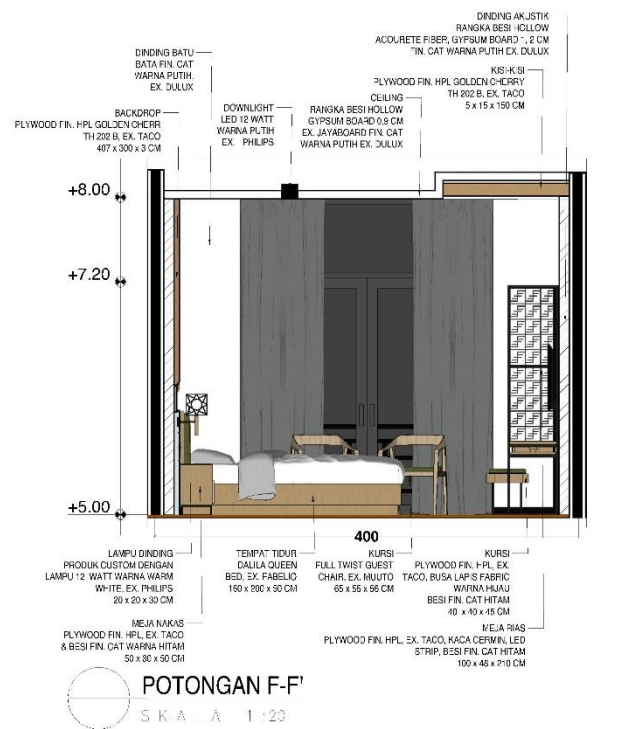 DINDING AKUSTIK
RANGKA BESI HOLLOW
ACOURETE FIBER, GYPSUM BOARD 1, 2 CM
FIN. CAT WARNA PUTIH EX. DULUX
DINDING BATU
BATA FIN. CAT
WARNA PUTIH.
EX. DULUX
KISI-KISI
PLYWOOD FIN. HPL GOLDEN CHERRY
TH 202 B, EX. TACO
5 x 15 x 150 CM
CEILING
RANGKA BESI HOLLOW
GYPSUM BOARD 0,9 CM
EX. JAYABOARD FIN. CAT
WARNA PUTIH EX. DULUX
DOWNLIGHT
LED 12 WATT
WARNA PUTIH
EX. PHILIPS
BACKDROP
PLYWOOD FIN. HPL GOLDEN CHERR
TH 202 B, EX. TACO
407 x 300 x 3 CM
+8.00
+7.20
+5.00
400
LAMPU DINDING
PRODUK CUSTOM DENGAN
LAMPU 12 WATT WARNA WARM
WHITE, EX. PHILIPS
20 x 20 x 30 CM
TEMPAT TIDUR
DALILA QUEEN
BED, EX. FABELIO
160 x 200 x 50 CM
KURSI
FULL TWIST GUEST
CHAIR, EX. MUUTO
65 x 55 x 56 CM
KURSI
PLYWOOD FIN. HPL, EX.
TACO, BUSA LAPIS FABRIC
WARNA HIJAU
BESI FIN. CAT HITAM
40 x 40 x 45 CM
MEJA NAKAS
PLYWOOD FIN. HPL, EX. TACO
& BESI FIN. CAT WARNA HITAM
50 x 30 x 50 CM
MEJA RIAS
PLYWOOD FIN. HPL, EX. TACO, KACA CERMIN, LED
STRIP, BESI FIN. CAT HITAM
100 x 46 x 210 CM
POTONGAN F-F'
SKALA 1:20